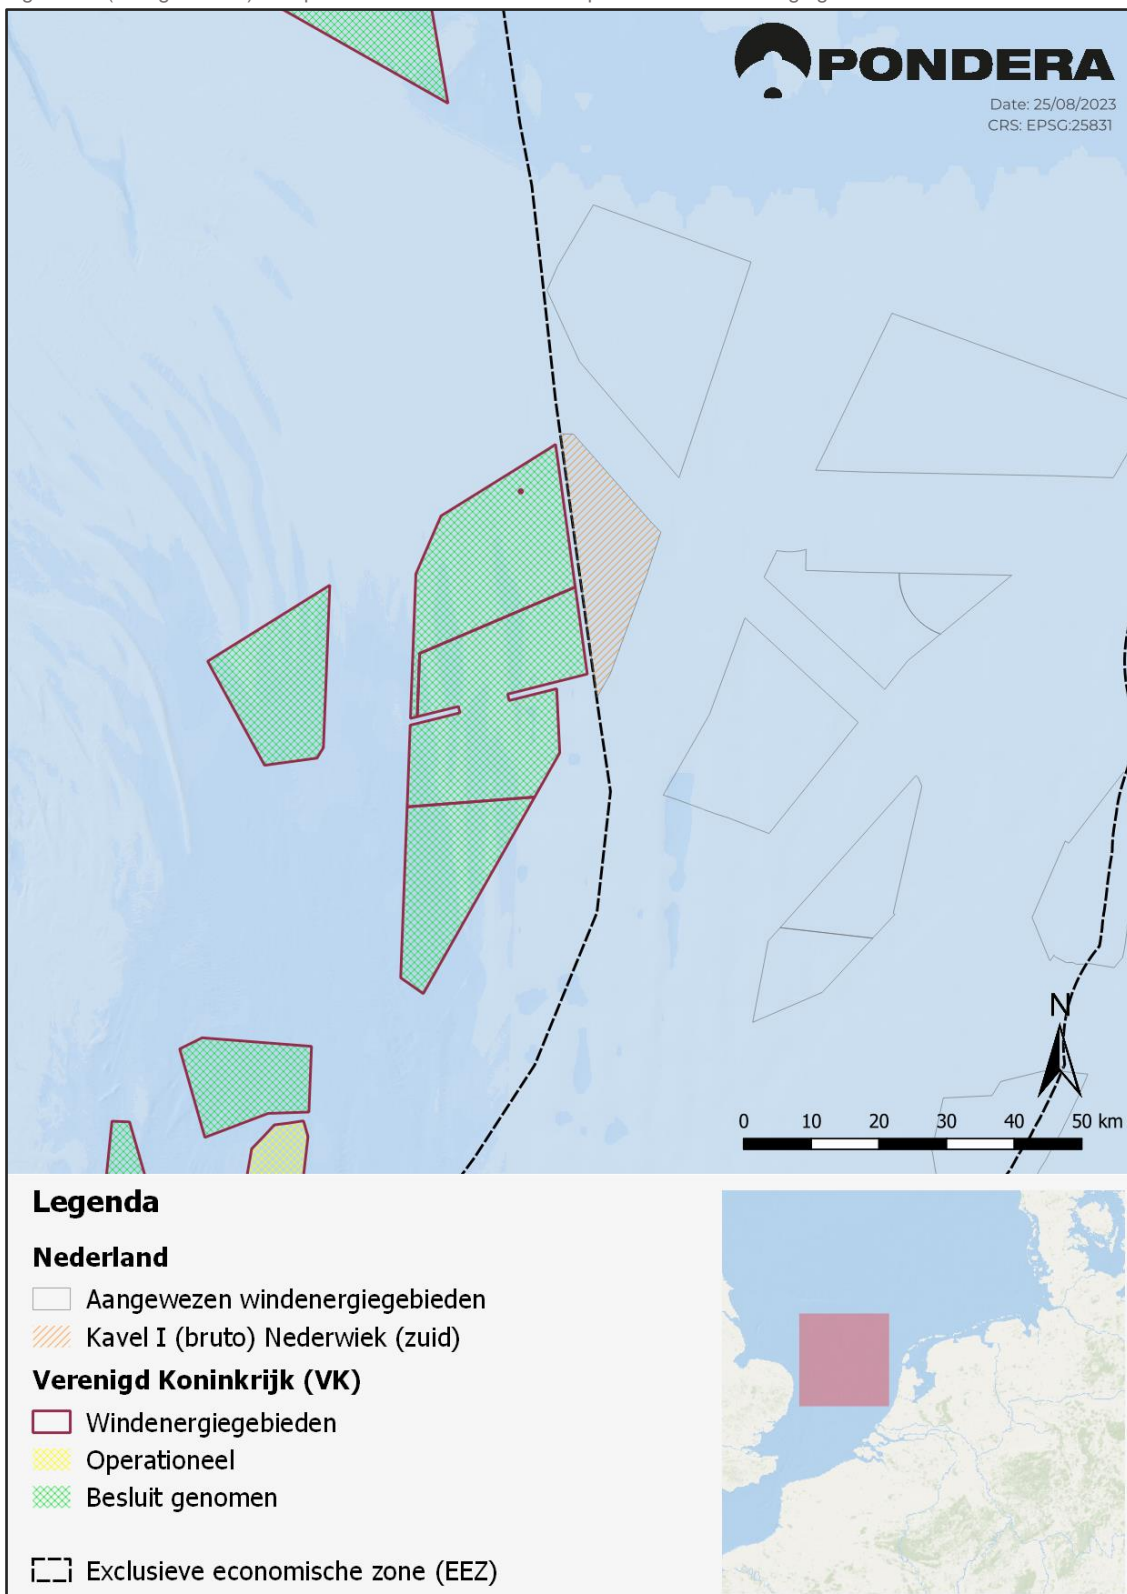 PONDERA
Date: 25/08/2023
CRS: EPSG:25831
N
0 10 20 30 40 50 km
Legenda
Nederland
Aangewezen windenergiegebieden
Kavel I (bruto) Nederwiek (zuid)
Verenigd Koninkrijk (VK)
Windenergiegebieden
Operationeel
Besluit genomen
Exclusieve economische zone (EEZ)